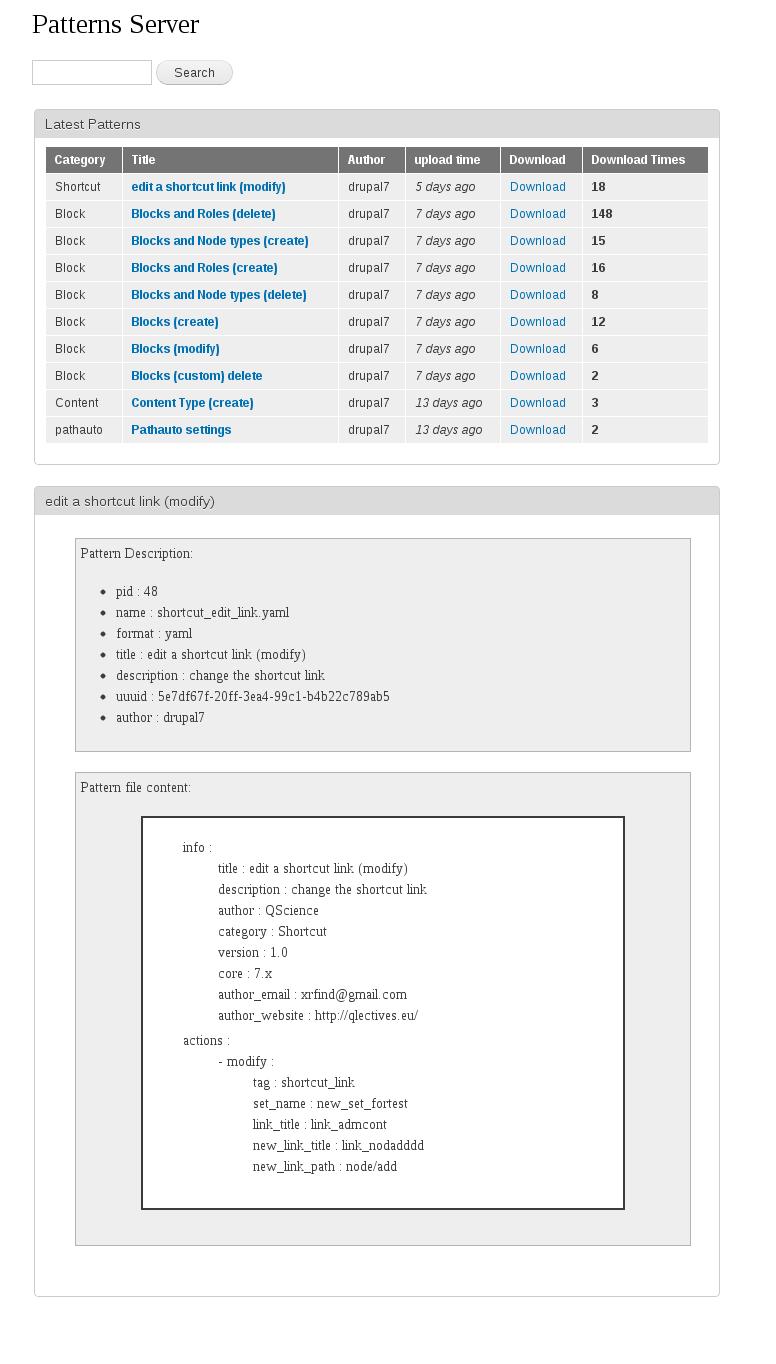 Patterns Server
Search
Latest Patterns
Category Title Author upload time Download Download Times
Shortcut edit a shortcut link (modify) drupal7 5 days ago Download 18
Block Blocks and Roles (delete) drupal7 7 days ago Download 148
Block Blocks and Node types (create) drupal7 7 days ago Download 15
Block Blocks and Roles (create) drupal7 7 days ago Download 16
Block Blocks and Node types (delete) drupal7 7 days ago Download 8
Block Blocks (create) drupal7 7 days ago Download 12
Block Blocks (modify) drupal7 7 days ago Download 6
Block Blocks (custom) delete drupal7 7 days ago Download 2
Content Content Type (create) drupal7 13 days ago Download 3
pathauto Pathauto settings drupal7 13 days ago Download 2
edit a shortcut link (modify)
Pattern Description:
• pid : 48
• name : shortcut_edit_link.yaml
• format : yaml
• title : edit a shortcut link (modify)
• description : change the shortcut link
• uuuid : 5e7df67f-20ff-3ea4-99c1-b4b22c789ab5
• author : drupal7
Pattern file content:
info :
title : edit a shortcut link (modify)
description : change the shortcut link
author : QScience
category : Shortcut
version : 1.0
core : 7.x
author_email : xrfind@gmail.com
author_website : http://qlectives.eu/
actions :
- modify :
tag : shortcut_link
set_name : new_set_fortest
link_title : link_admcont
new_link_title : link_nodadddd
new_link_path : node/add